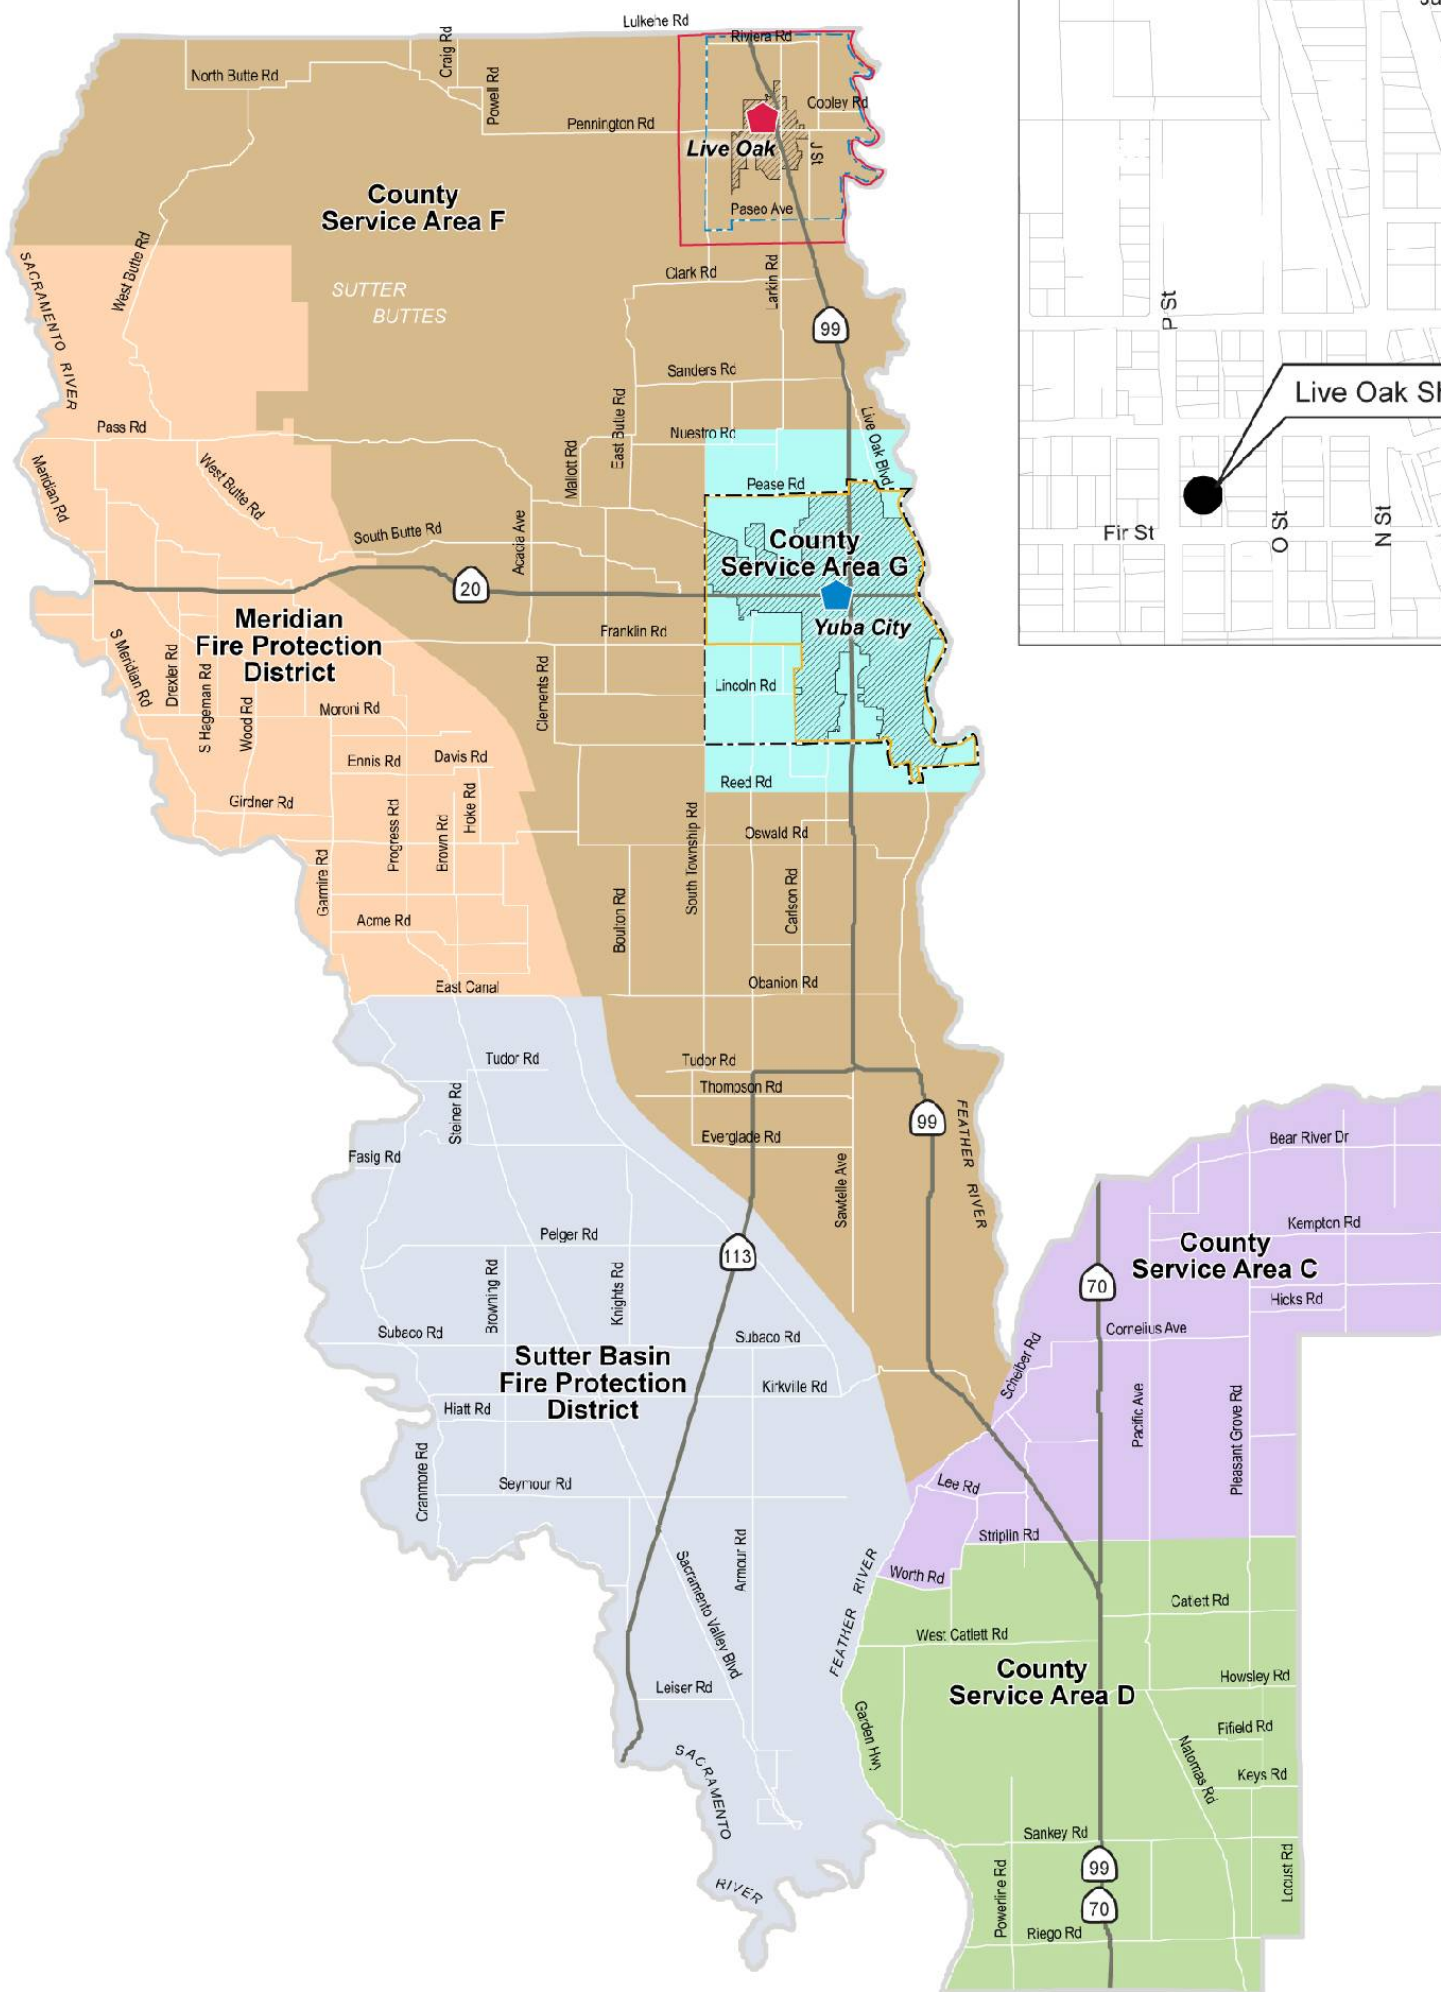 Lulkehe Rd
Riviera Rd
Craig Rd
North Butte Rd
Powell Rd
Cooley Rd
Pennington Rd
Live Oak
J St
County
Service Area F
Paseo Ave
West Butte Rd
SACRAMENTO RIVER
Clark Rd
Larkin Rd
SUTTER
BUTTES
99
P St
Sanders Rd
Live Oak Sh
East Butte Rd
Live Oak Blvd
Pass Rd
Nuestro Rd
Mallott Rd
Meridian Rd
West Butte Rd
Pease Rd
South Butte Rd
Acacia Ave
County
Service Area G
Fir St
O St
N St
20
Meridian
Fire Protection
District
Yuba City
Franklin Rd
S Meridian Rd
Drexler Rd
S Hageman Rd
Wood Rd
Clements Rd
Lincoln Rd
Moroni Rd
Ennis Rd
Davis Rd
Reed Rd
Girdner Rd
Hoke Rd
Progress Rd
Brown Rd
South Township Rd
Oswald Rd
Garmire Rd
Boulton Rd
Carlson Rd
Acme Rd
East Canal
Obanion Rd
Tudor Rd
Tudor Rd
Thompson Rd
Steiner Rd
99
FEATHER RIVER
Everglade Rd
Bear River Dr
Fasig Rd
Sawtelle Ave
Pelger Rd
Kempton Rd
113
County
Service Area C
Browning Rd
Knights Rd
70
Hicks Rd
Subaco Rd
Subaco Rd
Cornelius Ave
Scheiber Rd
Sutter Basin
Fire Protection
District
Kirkville Rd
Pacific Ave
Pleasant Grove Rd
Hiatt Rd
Cranmore Rd
Seymour Rd
Lee Rd
Striplin Rd
Armour Rd
Sacramento Valley Blvd
FEATHER RIVER
Worth Rd
Catlett Rd
West Catlett Rd
County
Service Area D
Howsley Rd
Leiser Rd
Garden Hwy
Fifield Rd
Natomas Rd
Keys Rd
SACRAMENTO
RIVER
Sankey Rd
99
Powerline Rd
Locust Rd
70
Riego Rd